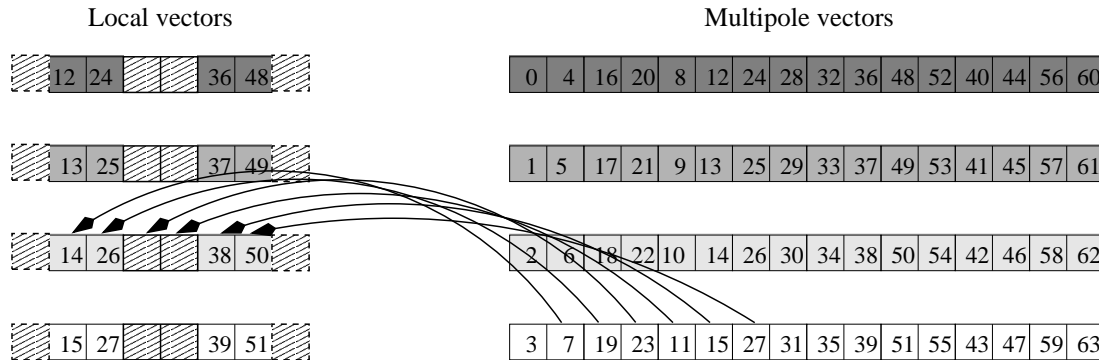 Local vectors Multipole vectors
12 24 36 48 0 4 16 20 8 12 24 28 32 36 48 52 40 44 56 60
13 25 37 49 1 5 17 21 9 13 25 29 33 37 49 53 41 45 57 61
14 26 38 50 2 6 18 22 10 14 26 30 34 38 50 54 42 46 58 62
15 27 39 51 3 7 19 23 11 15 27 31 35 39 51 55 43 47 59 63